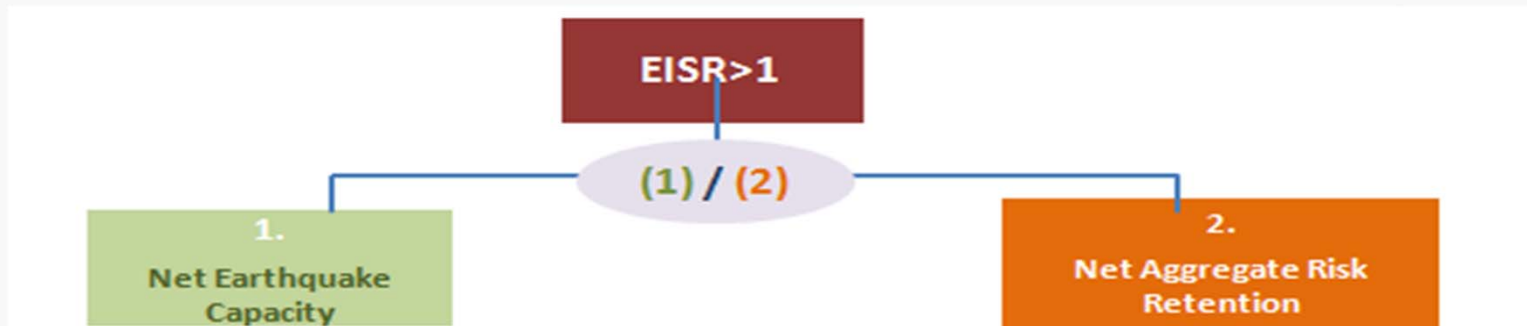 EISR>1
(1) / (2)
1.
Net Earthquake
Capacity
2.
Net Aggregate Risk
Retention